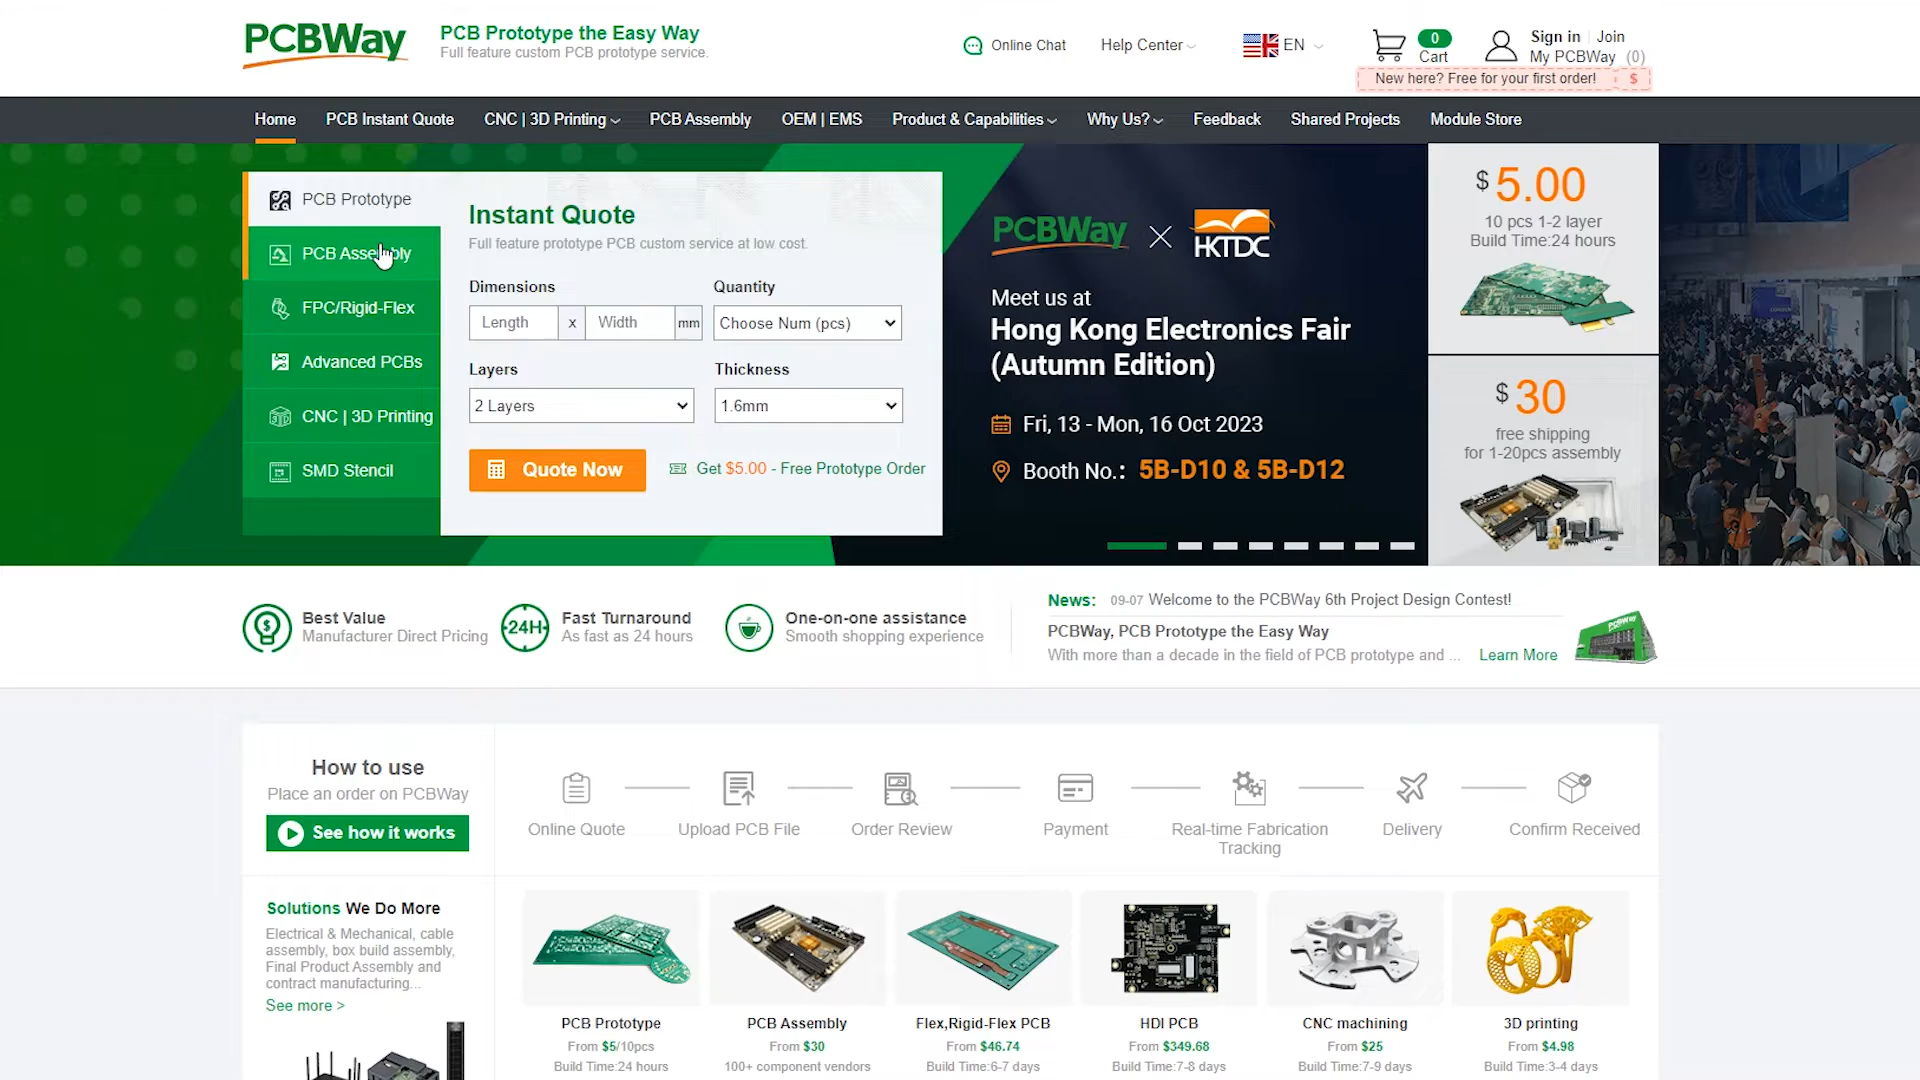 PCBWay
PCB Prototype the Easy Way
Full feature custom PCB prototype service.
Online Chat
Help Center
EN
0
Cart
Sign in
Join
My PCBWay (0)
New here? Free for your first order! $
Home
PCB Instant Quote
CNC | 3D Printing
PCB Assembly
OEM | EMS
Product & Capabilities
Why Us?
Feedback
Shared Projects
Module Store
PCB Prototype
PCB Assembly
FPC/Rigid-Flex
Advanced PCBs
CNC | 3D Printing
SMD Stencil
Instant Quote
Full feature prototype PCB custom service at low cost.
Dimensions
Quantity
Length x Width mm
Choose Num (pcs)
Layers
Thickness
2 Layers
1.6mm
Quote Now
Get $5.00 - Free Prototype Order
PCBWay
HKTDC
Meet us at
Hong Kong Electronics Fair
(Autumn Edition)
Fri, 13 - Mon, 16 Oct 2023
Booth No.: 5B-D10 & 5B-D12
$ 5.00
10 pcs 1-2 layer
Build Time:24 hours
$ 30
free shipping
for 1-20pcs assembly
Best Value
Manufacturer Direct Pricing
24H
Fast Turnaround
As fast as 24 hours
One-on-one assistance
Smooth shopping experience
News: 09-07 Welcome to the PCBWay 6th Project Design Contest!
PCBWay, PCB Prototype the Easy Way
With more than a decade in the field of PCB prototype and ... Learn More
PCBWay
How to use
Place an order on PCBWay
See how it works
Online Quote
Upload PCB File
Order Review
Payment
Real-time Fabrication
Tracking
Delivery
Confirm Received
Solutions We Do More
Electrical & Mechanical, cable
assembly, box build assembly,
Final Product Assembly and
contract manufacturing...
See more >
PCB Prototype
From $5/10pcs
Build Time:24 hours
PCB Assembly
From $30
100+ component vendors
Flex,Rigid-Flex PCB
From $46.74
Build Time:6-7 days
HDI PCB
From $349.68
Build Time:7-8 days
CNC machining
From $25
Build Time:7-9 days
3D printing
From $4.98
Build Time:3-4 days